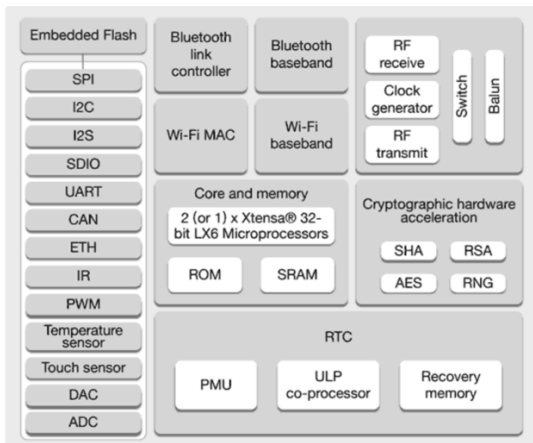 Embedded Flash
SPI
I2C
I2S
SDIO
UART
CAN
ETH
IR
PWM
Temperature
sensor
Touch sensor
DAC
ADC
Bluetooth
link
controller
Bluetooth
baseband
Wi-Fi MAC
Wi-Fi
baseband
RF
receive
Clock
generator
RF
transmit
Switch
Balun
Core and memory
2 (or 1) x Xtensa® 32-
bit LX6 Microprocessors
ROM
SRAM
Cryptographic hardware
acceleration
SHA
RSA
AES
RNG
RTC
PMU
ULP
co-processor
Recovery
memory